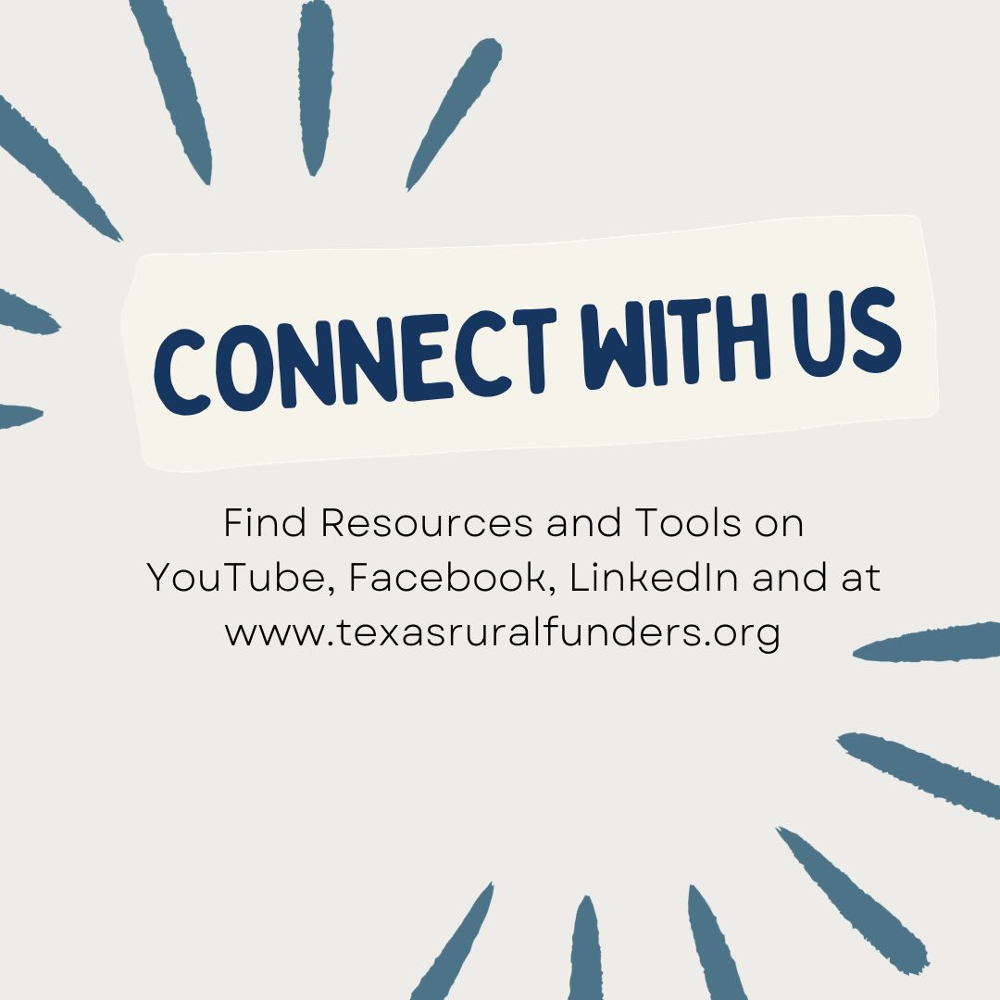 CONNECT WITH US
Find Resources and Tools on
YouTube, Facebook, LinkedIn and at
www.texasruralfunders.org